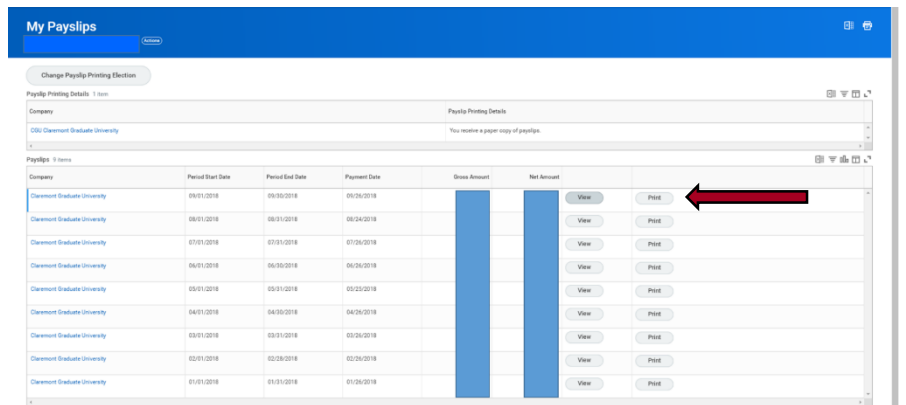 My Payslips
Actions
Change Payslip Printing Election
Payslip Printing Details 1 item
Company Payslip Printing Details
CGU Claremont Graduate University You receive a paper copy of payslips.
Payslips 9 items
Company Period Start Date Period End Date Payment Date Gross Amount Net Amount
Claremont Graduate University 09/01/2018 09/30/2018 09/26/2018 View Print
Claremont Graduate University 08/01/2018 08/31/2018 08/24/2018 View Print
Claremont Graduate University 07/01/2018 07/31/2018 07/26/2018 View Print
Claremont Graduate University 06/01/2018 06/30/2018 06/26/2018 View Print
Claremont Graduate University 05/01/2018 05/31/2018 05/25/2018 View Print
Claremont Graduate University 04/01/2018 04/30/2018 04/26/2018 View Print
Claremont Graduate University 03/01/2018 03/31/2018 03/26/2018 View Print
Claremont Graduate University 02/01/2018 02/28/2018 02/26/2018 View Print
Claremont Graduate University 01/01/2018 01/31/2018 01/26/2018 View Print